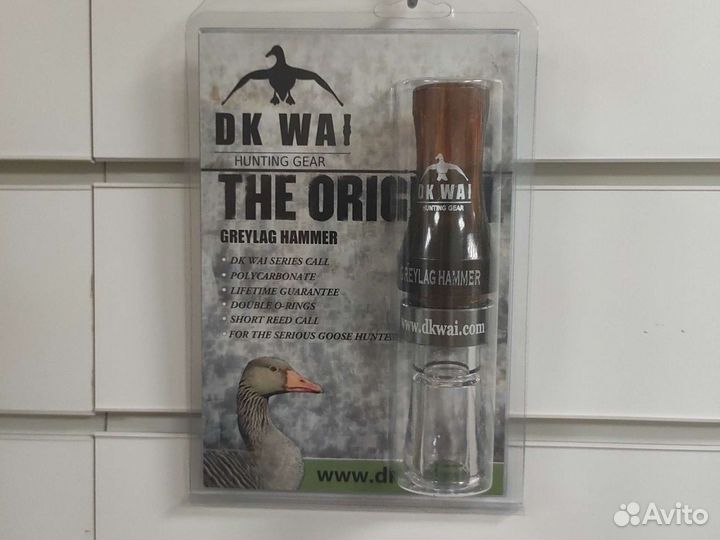 DK WAI
HUNTING GEAR
THE ORIG
GREYLAG HAMMER
• DK WAI SERIES CALL
• POLYCARBONATE
• LIFETIME GUARANTEE
• DOUBLE O-RINGS
• SHORT REED CALL
• FOR THE SERIOUS GOOSE HUNTE
www.d
DK WAI
HUNTING GEAR
GREYLAG HAMMER
www.dkwai.com
Avito